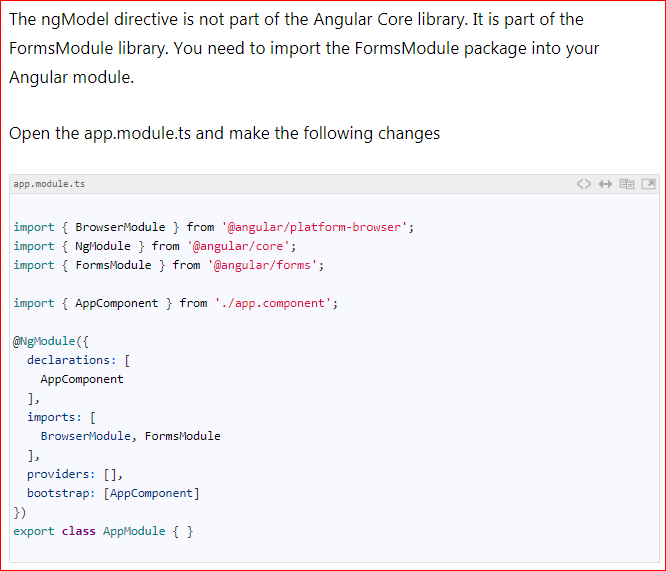 The ngModel directive is not part of the Angular Core library. It is part of the
FormsModule library. You need to import the FormsModule package into your
Angular module.
Open the app.module.ts and make the following changes
app.module.ts
import { BrowserModule } from '@angular/platform-browser';
import { NgModule } from '@angular/core';
import { FormsModule } from '@angular/forms';
import { AppComponent } from './app.component';
@NgModule({
  declarations: [
    AppComponent
  ],
  imports: [
    BrowserModule, FormsModule
  ],
  providers: [],
  bootstrap: [AppComponent]
})
export class AppModule { }